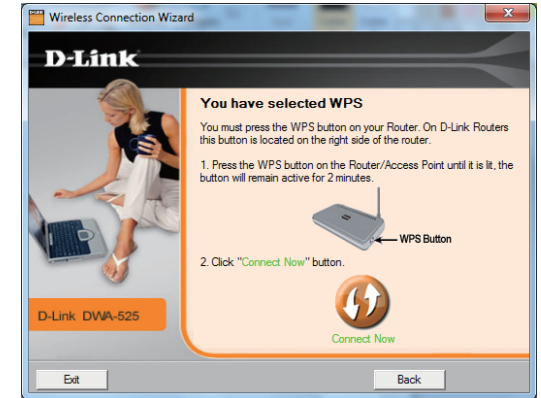 Wireless Connection Wizard
D-Link
You have selected WPS
You must press the WPS button on your Router. On D-Link Routers
this button is located on the right side of the router.
1. Press the WPS button on the Router/Access Point until it is lit, the
button will remain active for 2 minutes.
WPS Button
2. Click "Connect Now" button.
D-Link DWA-525
Connect Now
Exit
Back